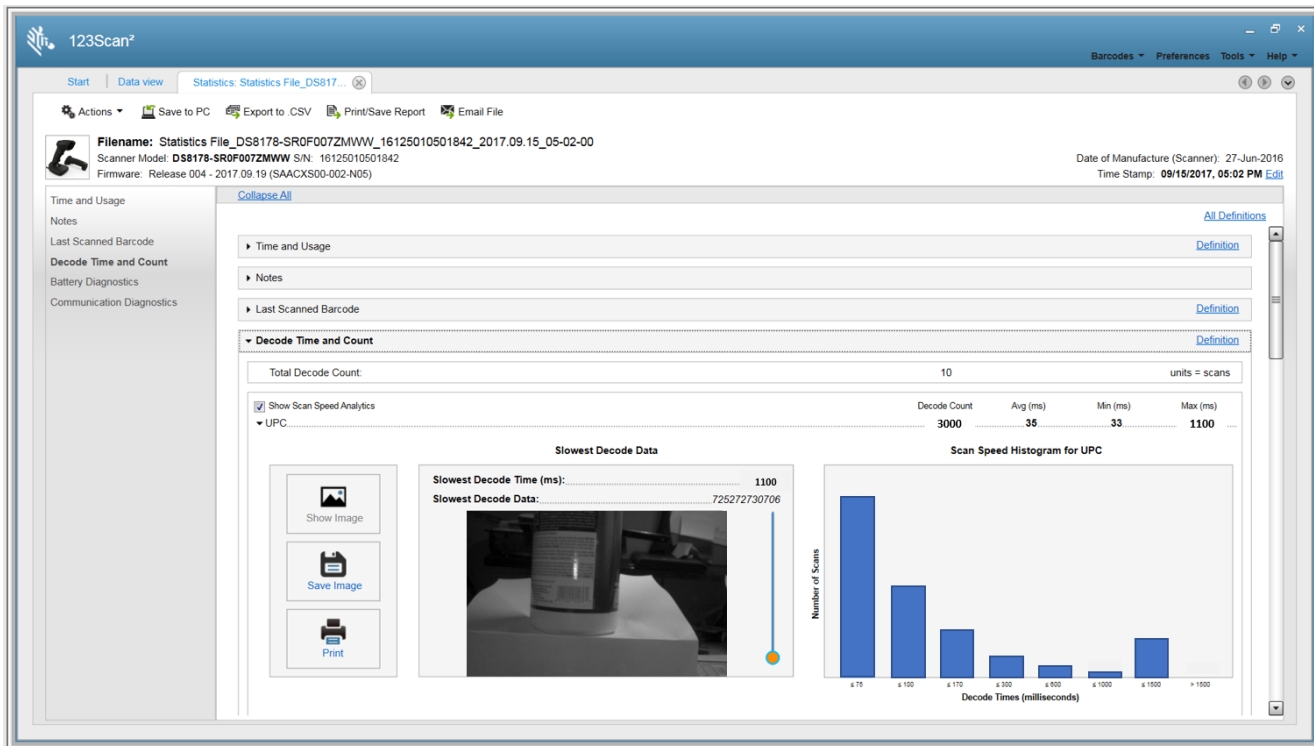 123Scan²
Barcodes Preferences Tools Help
Start Data view Statistics: Statistics File_DS817...
Actions Save to PC Export to .CSV Print/Save Report Email File
Filename: Statistics File_DS8178-SR0F007ZMWW_16125010501842_2017.09.15_05-02-00
Scanner Model: DS8178-SR0F007ZMWW S/N: 16125010501842 Date of Manufacture (Scanner): 27-Jun-2016
Firmware: Release 004 - 2017.09.19 (SAACXS00-002-N05) Time Stamp: 09/15/2017, 05:02 PM Edit
Time and Usage
Notes
Last Scanned Barcode
Decode Time and Count
Battery Diagnostics
Communication Diagnostics
Collapse All
All Definitions
Time and Usage Definition
Notes
Last Scanned Barcode Definition
Decode Time and Count Definition
Total Decode Count: 10 units = scans
Show Scan Speed Analytics Decode Count Avg (ms) Min (ms) Max (ms)
UPC 3000 35 33 1100
Slowest Decode Data
Show Image
Save Image
Print
Slowest Decode Time (ms): 1100
Slowest Decode Data: 725272730706
Scan Speed Histogram for UPC
Number of Scans
≤ 75 ≤ 100 ≤ 170 ≤ 300 ≤ 600 ≤ 1000 ≤ 1500 > 1500
Decode Times (milliseconds)